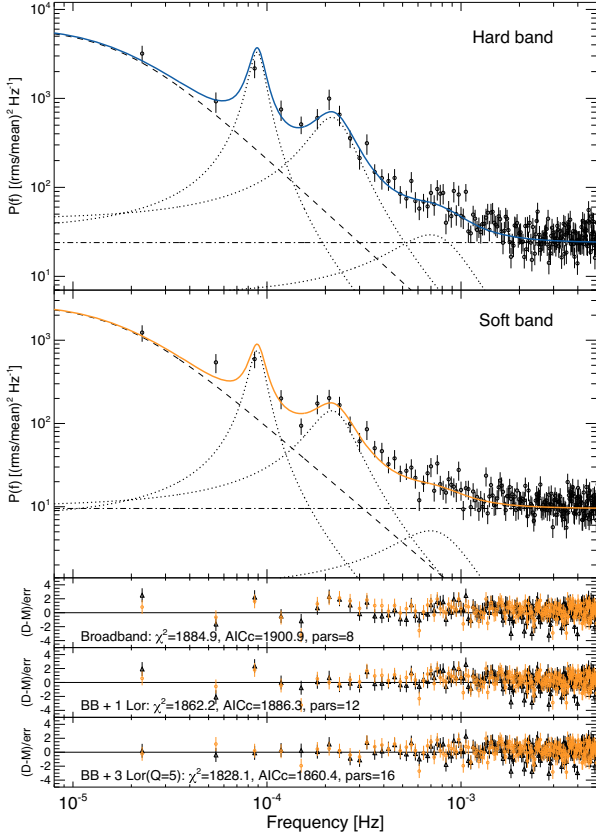 10⁴
Hard band
10³
10²
10¹
P(f) [(rms/mean)² Hz⁻¹]
Soft band
10³
10²
10¹
P(f) [(rms/mean)² Hz⁻¹]
4
2
0
-2
-4
(D-M)/err
Broadband: χ²=1884.9, AICc=1900.9, pars=8
4
2
0
-2
-4
(D-M)/err
BB + 1 Lor: χ²=1862.2, AICc=1886.3, pars=12
4
2
0
-2
-4
(D-M)/err
BB + 3 Lor(Q=5): χ²=1828.1, AICc=1860.4, pars=16
10⁻⁵ 10⁻⁴ 10⁻³
Frequency [Hz]